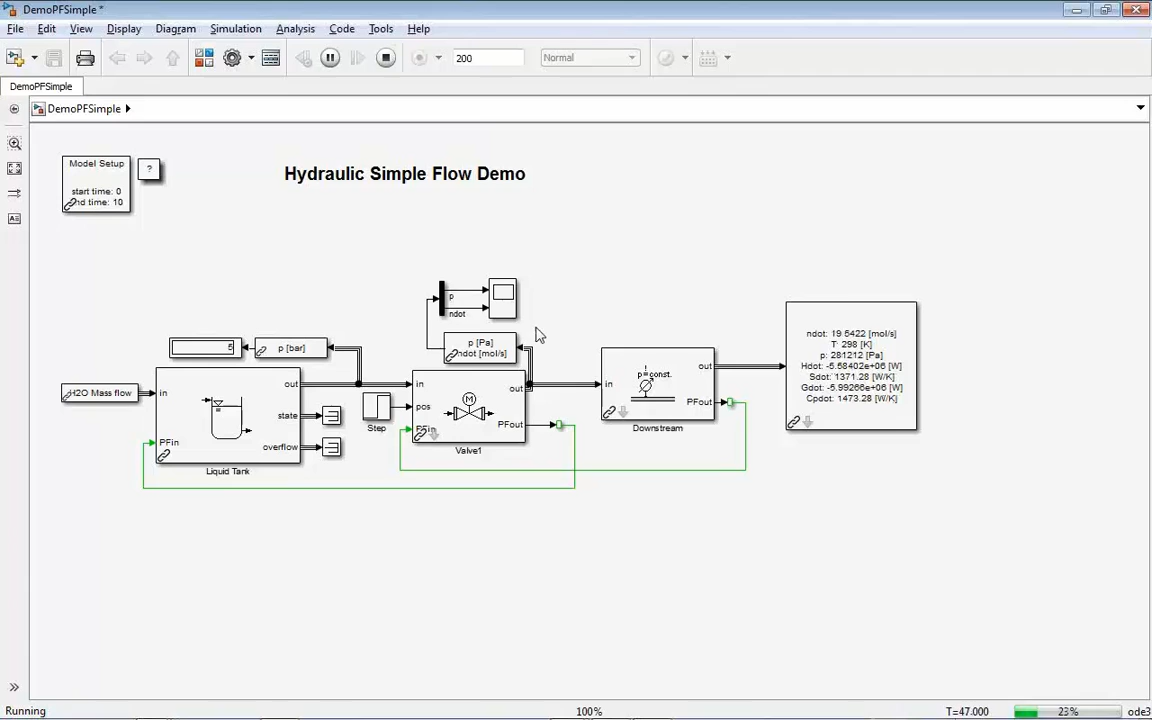 DemoPFSimple *
File Edit View Display Diagram Simulation Analysis Code Tools Help
200 Normal
DemoPFSimple
DemoPFSimple
Model Setup
?
start time: 0
end time: 10
Hydraulic Simple Flow Demo
p
ndot
p [Pa]
ndot [mol/s]
5
p [bar]
H2O Mass flow
in
out
state
PFin
overflow
Liquid Tank
Step
in
out
pos
PFin
PFout
Valve1
p = const.
!
in
out
PFout
Downstream
ndot: 19.5422 [mol/s]
T: 298 [K]
p: 281212 [Pa]
Hdot: -5.58402e+06 [W]
Sdot: 1371.28 [W/K]
Gdot: -5.99266e+06 [W]
Cpdot: 1473.28 [W/K]
Running 100% T=47.000 23% ode3